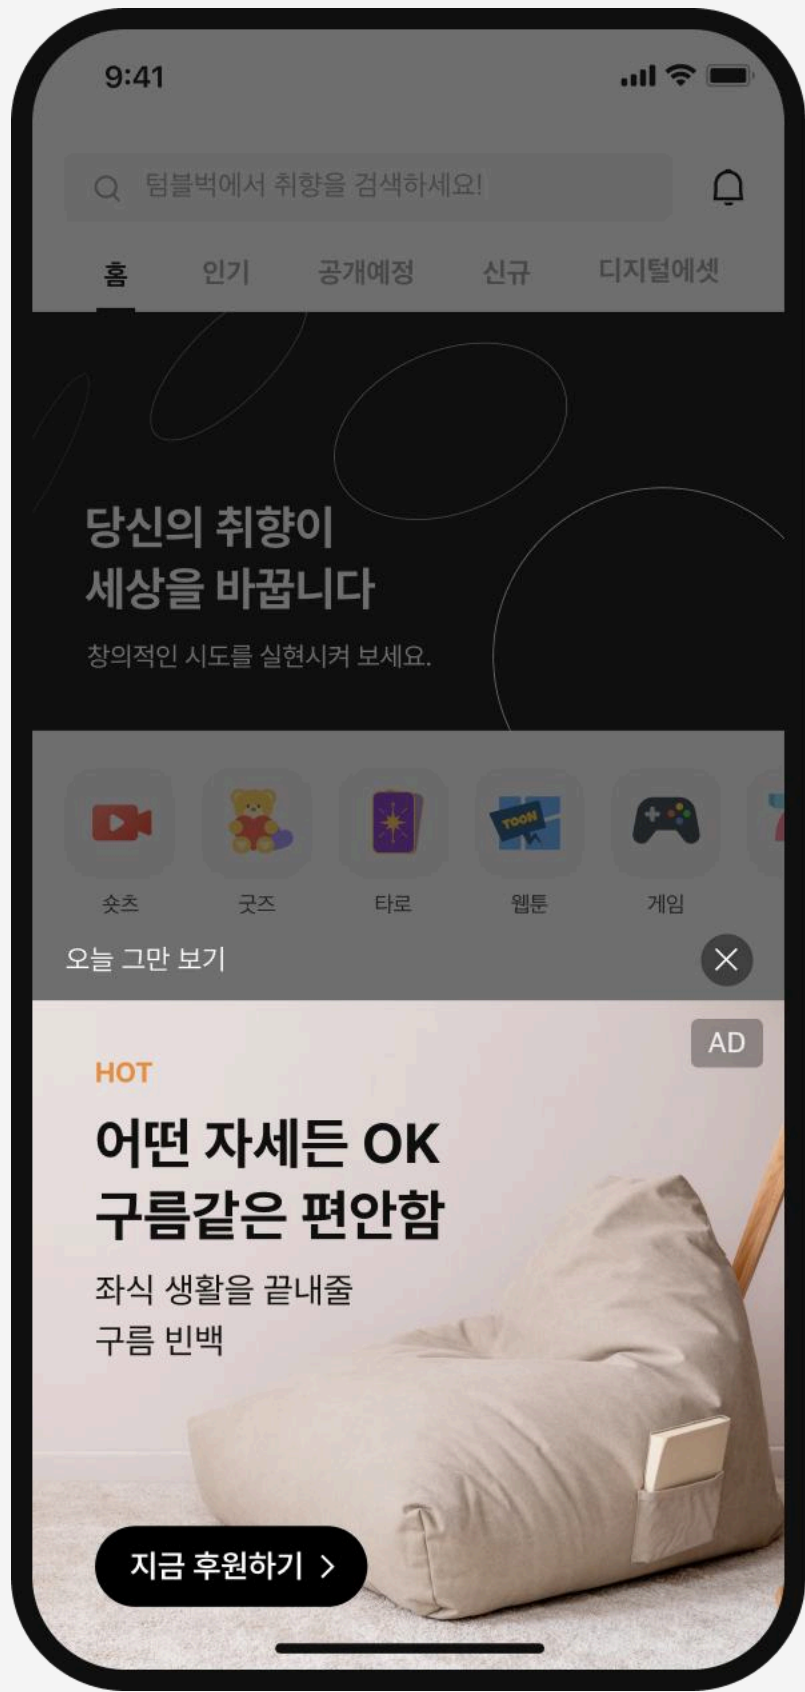 9:41
텀블벅에서 취향을 검색하세요!
홈 인기 공개예정 신규 디지털에셋
당신의 취향이
세상을 바꿉니다
창의적인 시도를 실현시켜 보세요.
TOON
숏츠 굿즈 타로 웹툰 게임
오늘 그만 보기
AD
HOT
어떤 자세든 OK
구름같은 편안함
좌식 생활을 끝내줄
구름 빈백
지금 후원하기